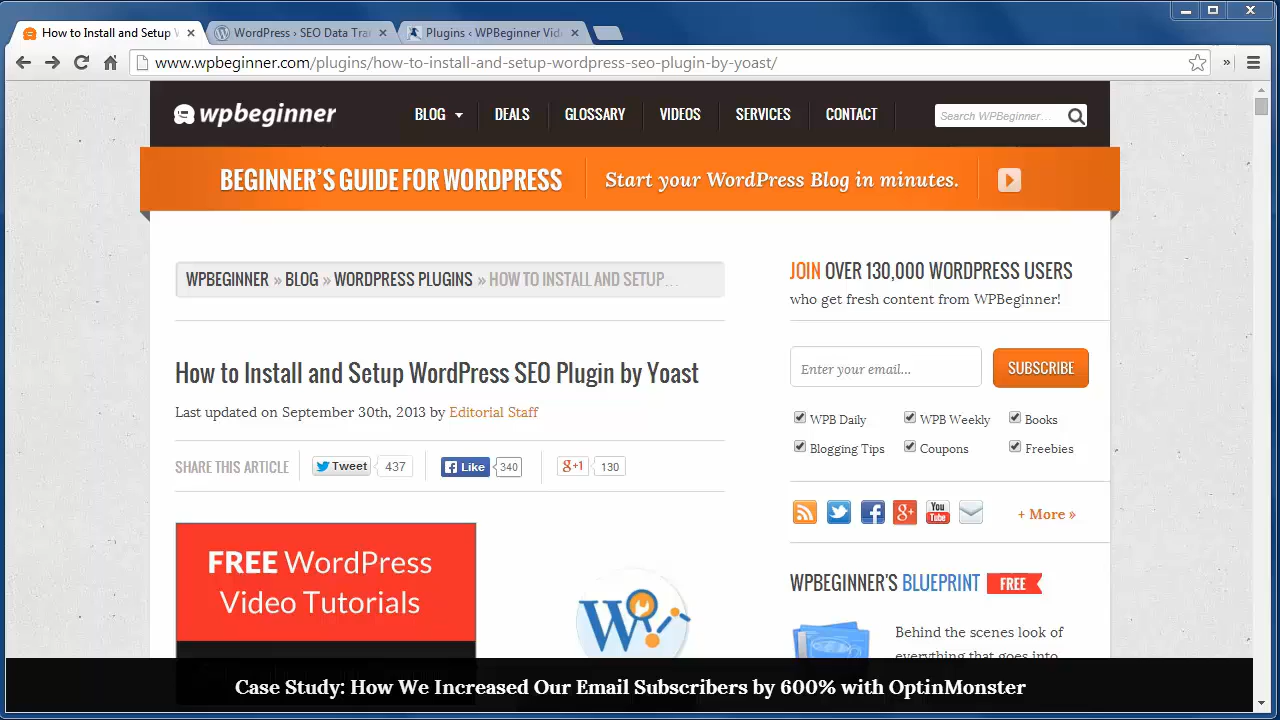 How to Install and Setup
WordPress › SEO Data Tra
Plugins ‹ WPBeginner Vid
www.wpbeginner.com/plugins/how-to-install-and-setup-wordpress-seo-plugin-by-yoast/
»
wpbeginner
BLOG DEALS GLOSSARY VIDEOS SERVICES CONTACT
Search WPBeginner...
BEGINNER'S GUIDE FOR WORDPRESS
Start your WordPress Blog in minutes.
WPBEGINNER » BLOG » WORDPRESS PLUGINS » HOW TO INSTALL AND SETUP...
How to Install and Setup WordPress SEO Plugin by Yoast
Last updated on September 30th, 2013 by Editorial Staff
SHARE THIS ARTICLE Tweet 437 Like 340 g+1 130
FREE WordPress
Video Tutorials
W
JOIN OVER 130,000 WORDPRESS USERS
who get fresh content from WPBeginner!
Enter your email... SUBSCRIBE
WPB Daily WPB Weekly Books
Blogging Tips Coupons Freebies
You
Tube
+ More »
WPBEGINNER'S BLUEPRINT FREE
Behind the scenes look of
everything that goes into
Case Study: How We Increased Our Email Subscribers by 600% with OptinMonster